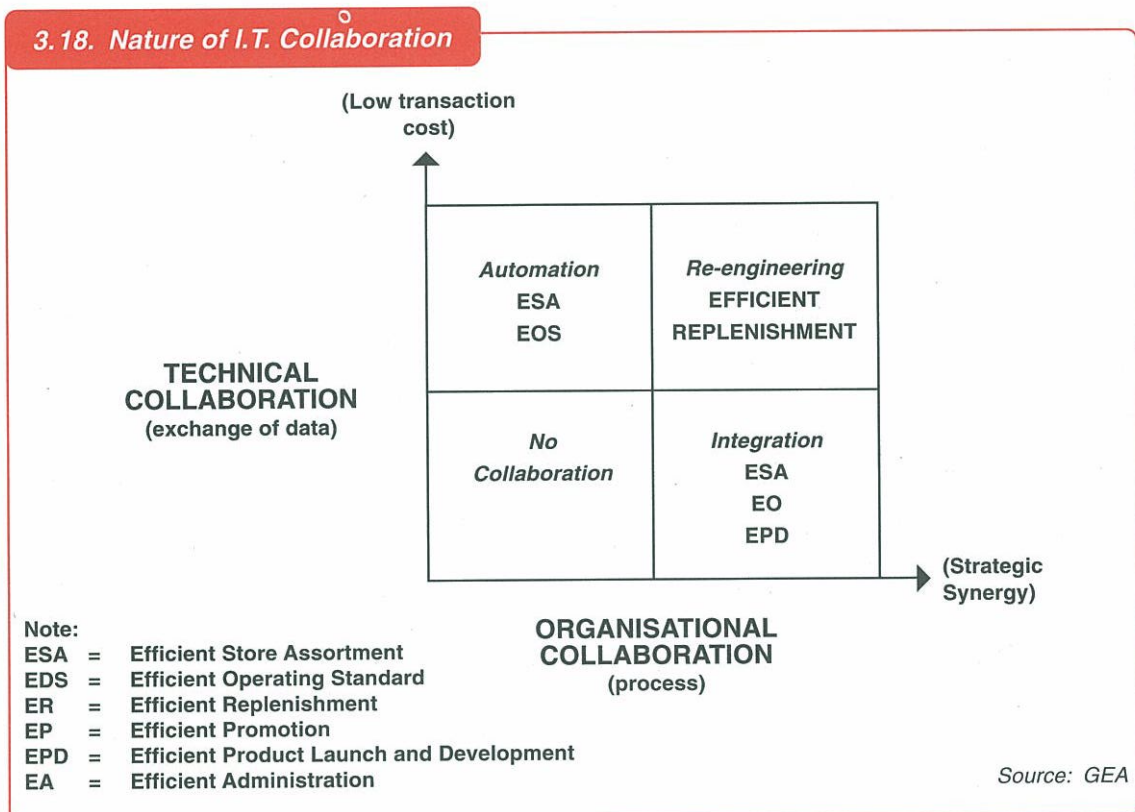 3.18. Nature of I.T. Collaboration
(Low transaction
cost)
Automation
ESA
EOS
Re-engineering
EFFICIENT
REPLENISHMENT
TECHNICAL
COLLABORATION
(exchange of data)
No
Collaboration
Integration
ESA
EO
EPD
(Strategic
Synergy)
ORGANISATIONAL
COLLABORATION
(process)
Note:
ESA = Efficient Store Assortment
EDS = Efficient Operating Standard
ER = Efficient Replenishment
EP = Efficient Promotion
EPD = Efficient Product Launch and Development
EA = Efficient Administration
Source: GEA